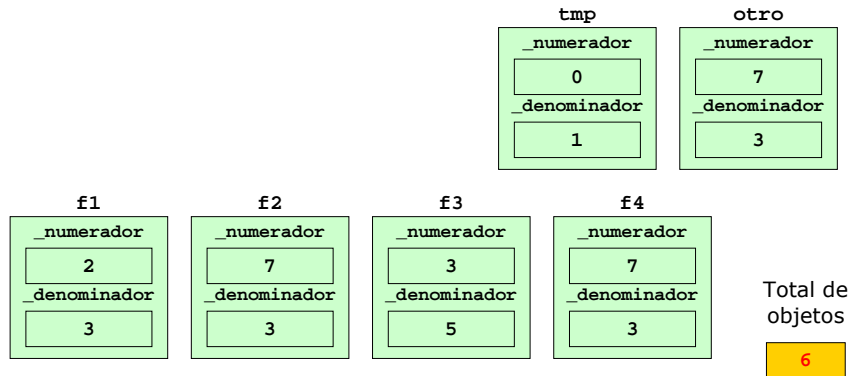 tmp otro
_numerador _numerador
0 7
_denominador _denominador
1 3
f1 f2 f3 f4
_numerador _numerador _numerador _numerador
2 7 3 7
_denominador _denominador _denominador _denominador
3 3 5 3
Total de
objetos
6